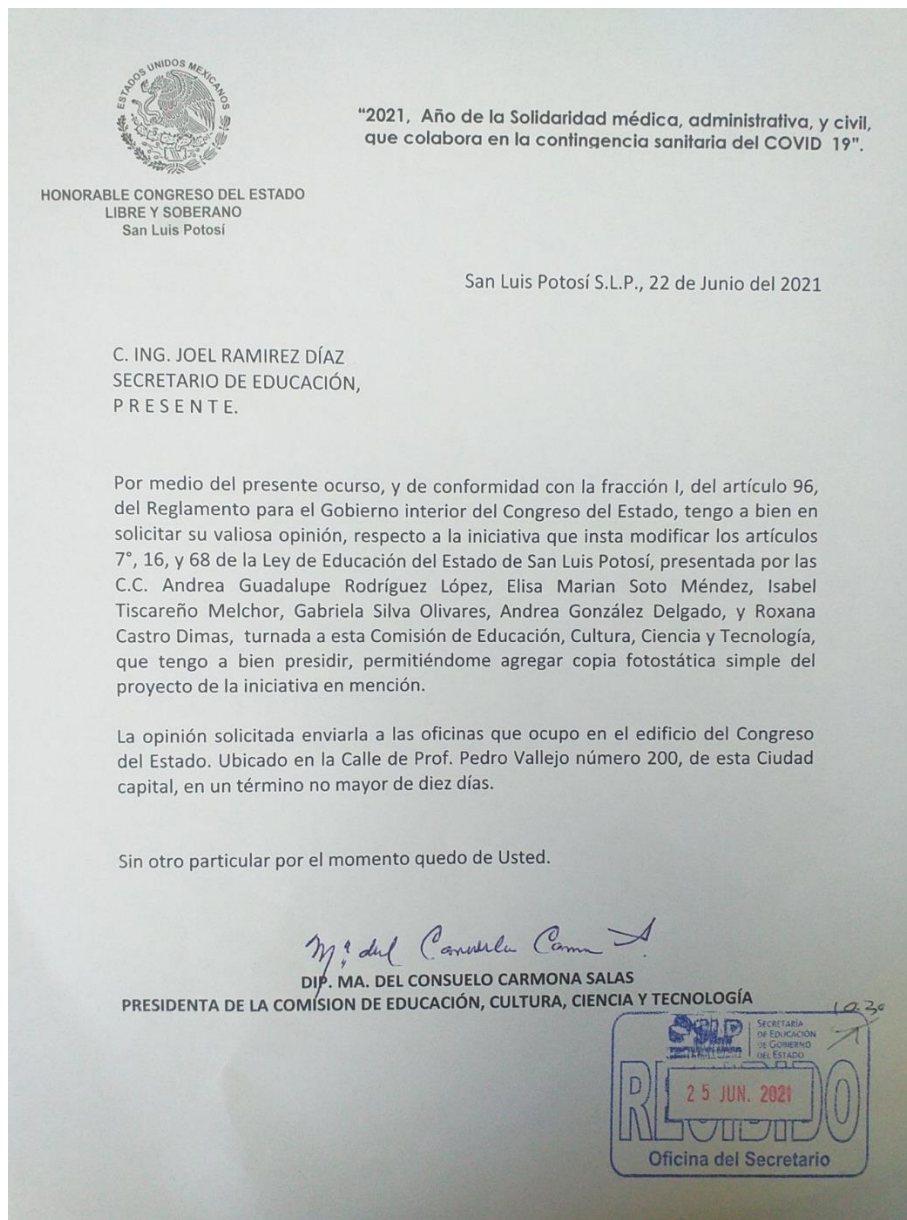 ESTADOS UNIDOS MEXICANOS
"2021, Año de la Solidaridad médica, administrativa, y civil,
que colabora en la contingencia sanitaria del COVID 19".
HONORABLE CONGRESO DEL ESTADO
LIBRE Y SOBERANO
San Luis Potosí
San Luis Potosí S.L.P., 22 de Junio del 2021
C. ING. JOEL RAMIREZ DÍAZ
SECRETARIO DE EDUCACIÓN,
P R E S E N T E.
Por medio del presente ocurso, y de conformidad con la fracción I, del artículo 96,
del Reglamento para el Gobierno interior del Congreso del Estado, tengo a bien en
solicitar su valiosa opinión, respecto a la iniciativa que insta modificar los artículos
7°, 16, y 68 de la Ley de Educación del Estado de San Luis Potosí, presentada por las
C.C. Andrea Guadalupe Rodríguez López, Elisa Marian Soto Méndez, Isabel
Tiscareño Melchor, Gabriela Silva Olivares, Andrea González Delgado, y Roxana
Castro Dimas, turnada a esta Comisión de Educación, Cultura, Ciencia y Tecnología,
que tengo a bien presidir, permitiéndome agregar copia fotostática simple del
proyecto de la iniciativa en mención.
La opinión solicitada enviarla a las oficinas que ocupo en el edificio del Congreso
del Estado. Ubicado en la Calle de Prof. Pedro Vallejo número 200, de esta Ciudad
capital, en un término no mayor de diez días.
Sin otro particular por el momento quedo de Usted.
Mª del Consuelo Carmona S
DIP. MA. DEL CONSUELO CARMONA SALAS
PRESIDENTA DE LA COMISION DE EDUCACIÓN, CULTURA, CIENCIA Y TECNOLOGÍA
10:30
SLP
SECRETARÍA
DE EDUCACIÓN
DE GOBIERNO
DEL ESTADO
RECIBIDO
25 JUN. 2021
Oficina del Secretario